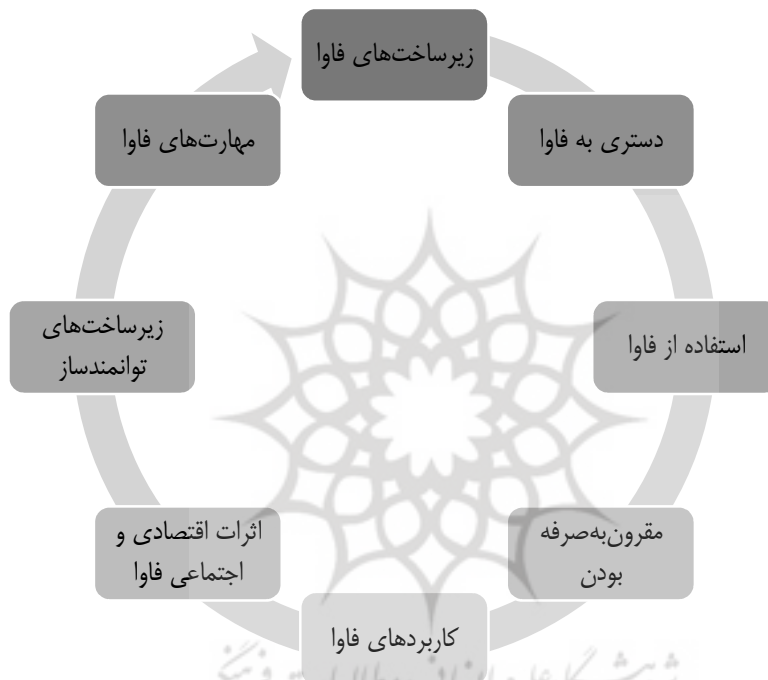 زیرساخت‌های فاوا
دستری به فاوا
استفاده از فاوا
مقرون‌به‌صرفه
بودن
کاربردهای فاوا
اثرات اقتصادی و
اجتماعی فاوا
زیرساخت‌های
توانمندساز
مهارت‌های فاوا